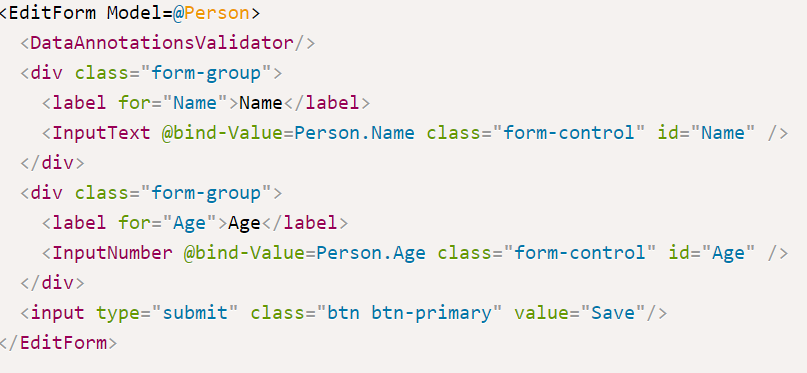 <EditForm Model=@Person>
  <DataAnnotationsValidator/>
  <div class="form-group">
    <label for="Name">Name</label>
    <InputText @bind-Value=Person.Name class="form-control" id="Name" />
  </div>
  <div class="form-group">
    <label for="Age">Age</label>
    <InputNumber @bind-Value=Person.Age class="form-control" id="Age" />
  </div>
  <input type="submit" class="btn btn-primary" value="Save"/>
</EditForm>